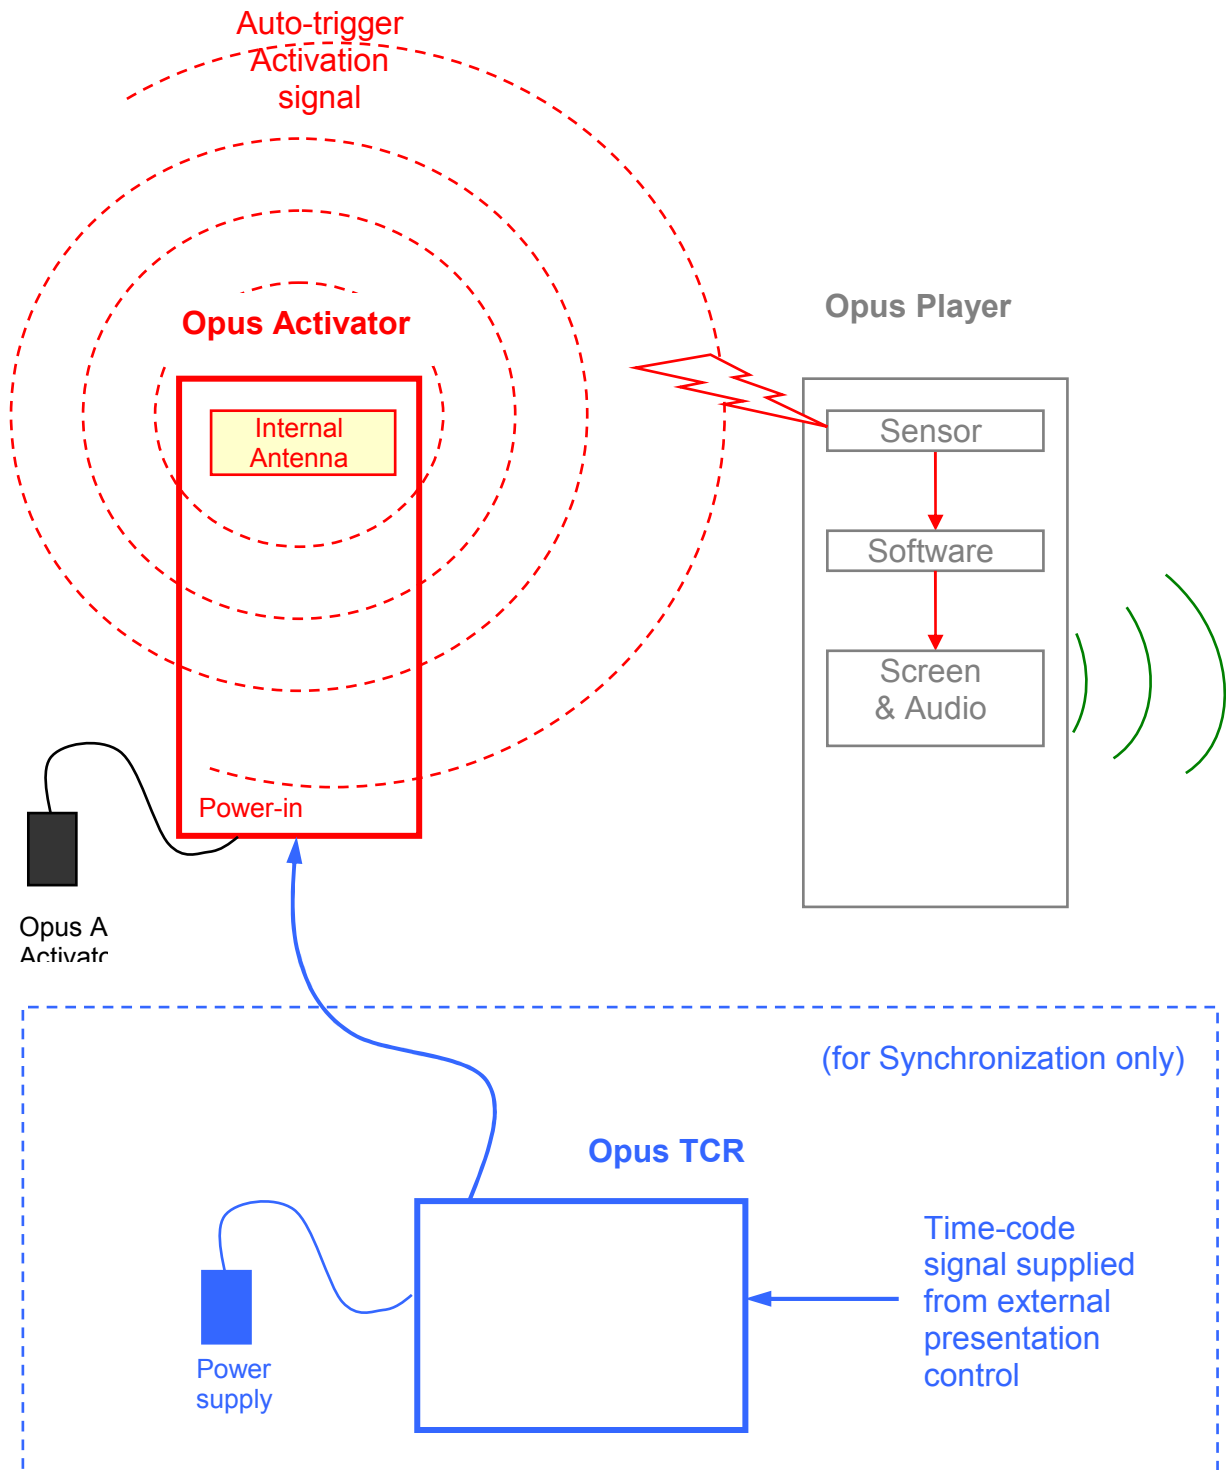 Auto-trigger
Activation
signal
Opus Activator
Internal
Antenna
Power-in
Opus Player
Sensor
Software
Screen
& Audio
Opus A
(for Synchronization only)
Opus TCR
Time-code
signal supplied
from external
presentation
control
Power
supply